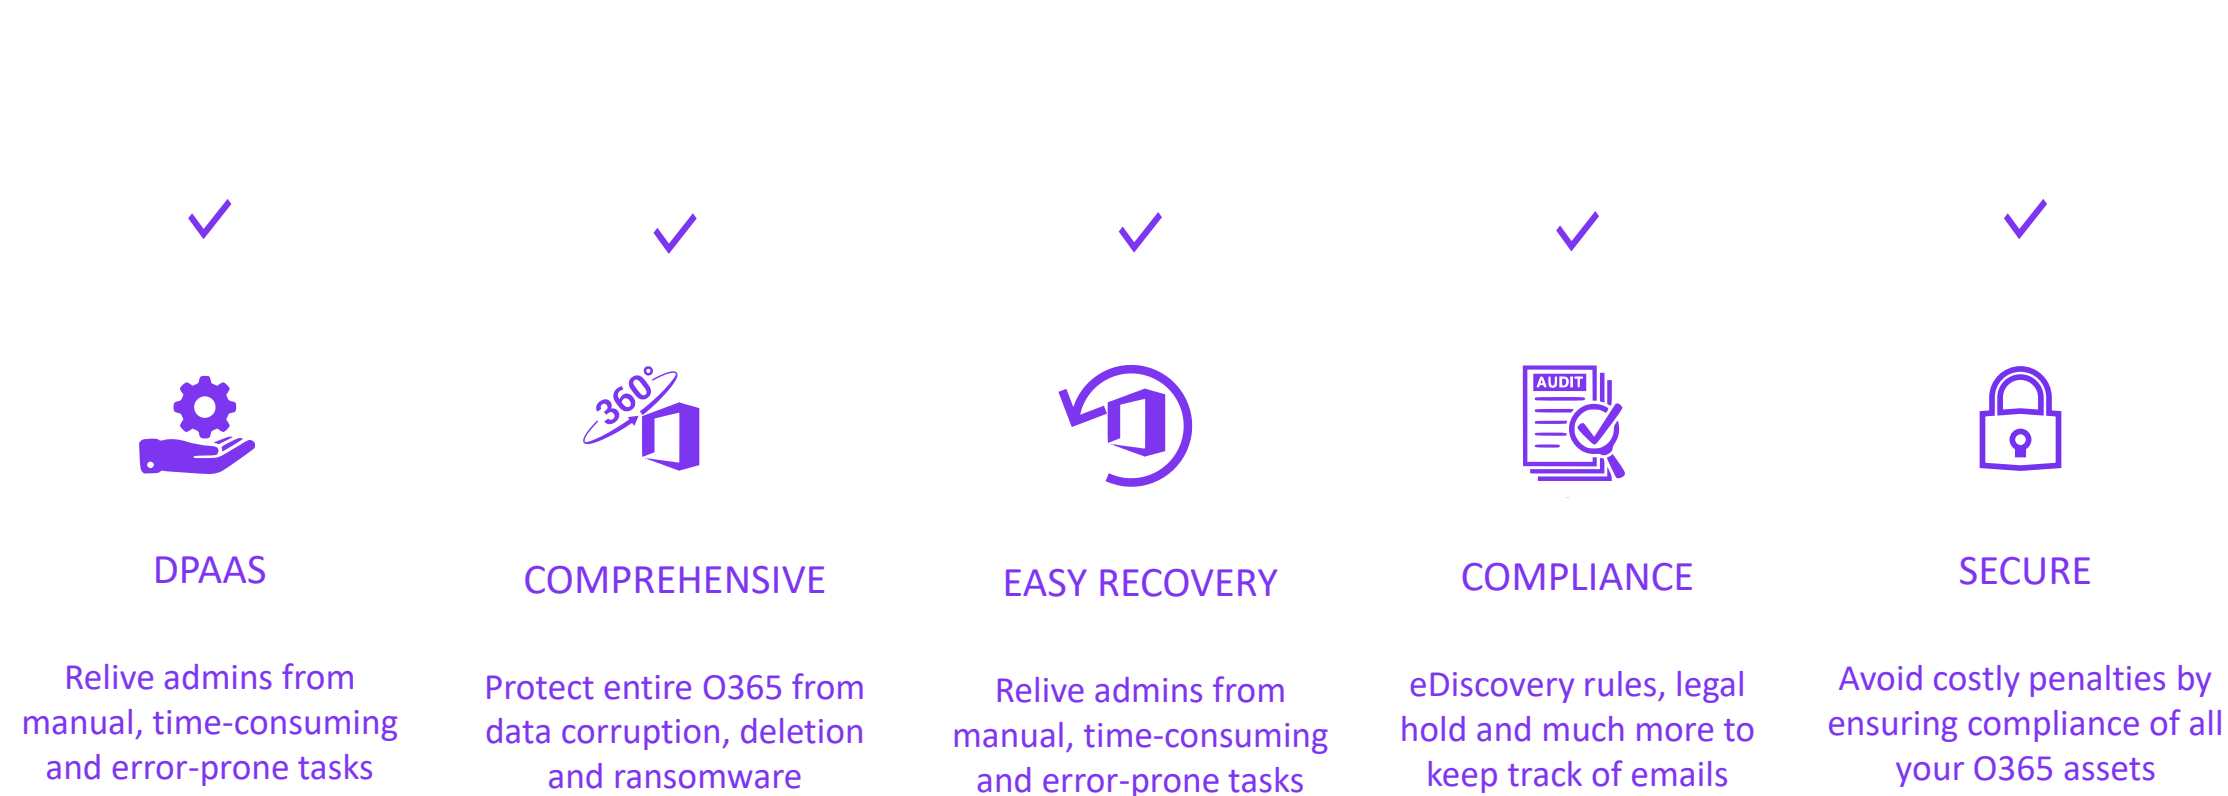 DPAAS
Relive admins from
manual, time-consuming
and error-prone tasks
360°
COMPREHENSIVE
Protect entire O365 from
data corruption, deletion
and ransomware
EASY RECOVERY
Relive admins from
manual, time-consuming
and error-prone tasks
AUDIT
COMPLIANCE
eDiscovery rules, legal
hold and much more to
keep track of emails
SECURE
Avoid costly penalties by
ensuring compliance of all
your O365 assets